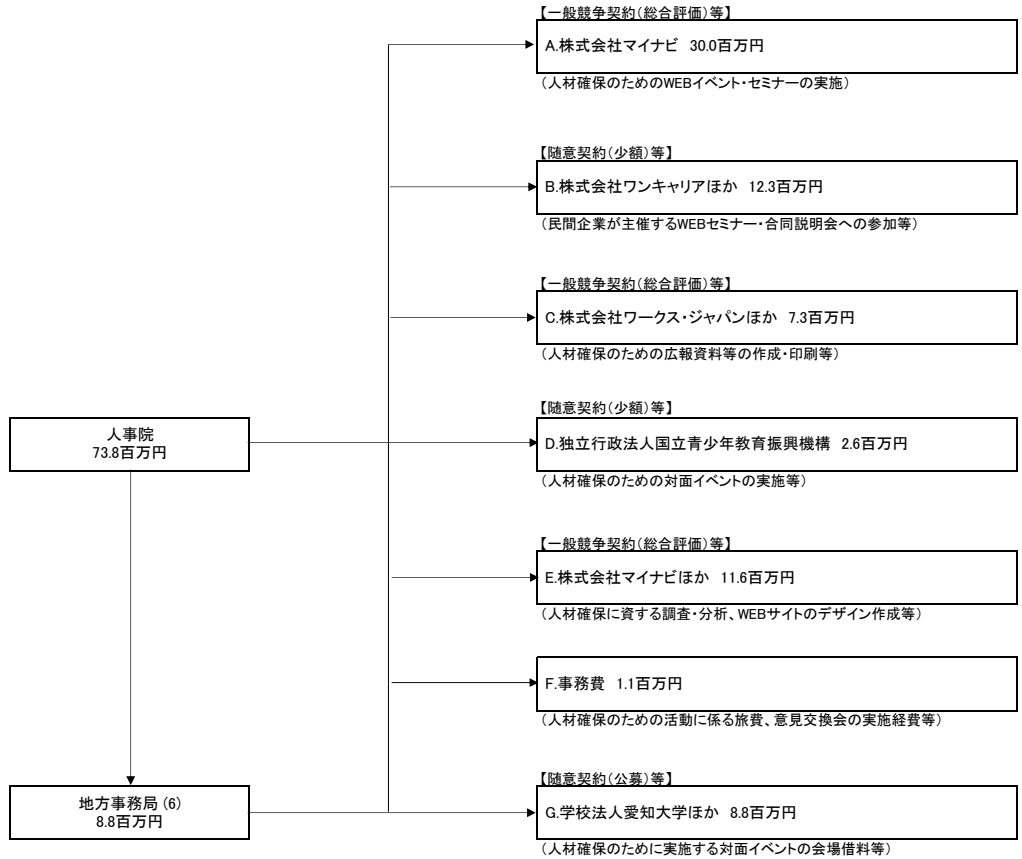 【一般競争契約(総合評価)等】
A.株式会社マイナビ 30.0百万円
（人材確保のためのWEBイベント・セミナーの実施）
【随意契約(少額)等】
B.株式会社ワンキャリアほか 12.3百万円
（民間企業が主催するWEBセミナー・合同説明会への参加等）
【一般競争契約(総合評価)等】
C.株式会社ワークス・ジャパンほか 7.3百万円
（人材確保のための広報資料等の作成・印刷等）
人事院
73.8百万円
【随意契約(少額)等】
D.独立行政法人国立青少年教育振興機構 2.6百万円
（人材確保のための対面イベントの実施等）
【一般競争契約(総合評価)等】
E.株式会社マイナビほか 11.6百万円
（人材確保に資する調査・分析、WEBサイトのデザイン作成等）
F.事務費 1.1百万円
（人材確保のための活動に係る旅費、意見交換会の実施経費等）
地方事務局 (6)
8.8百万円
【随意契約(公募)等】
G.学校法人愛知大学ほか 8.8百万円
（人材確保のために実施する対面イベントの会場借料等）